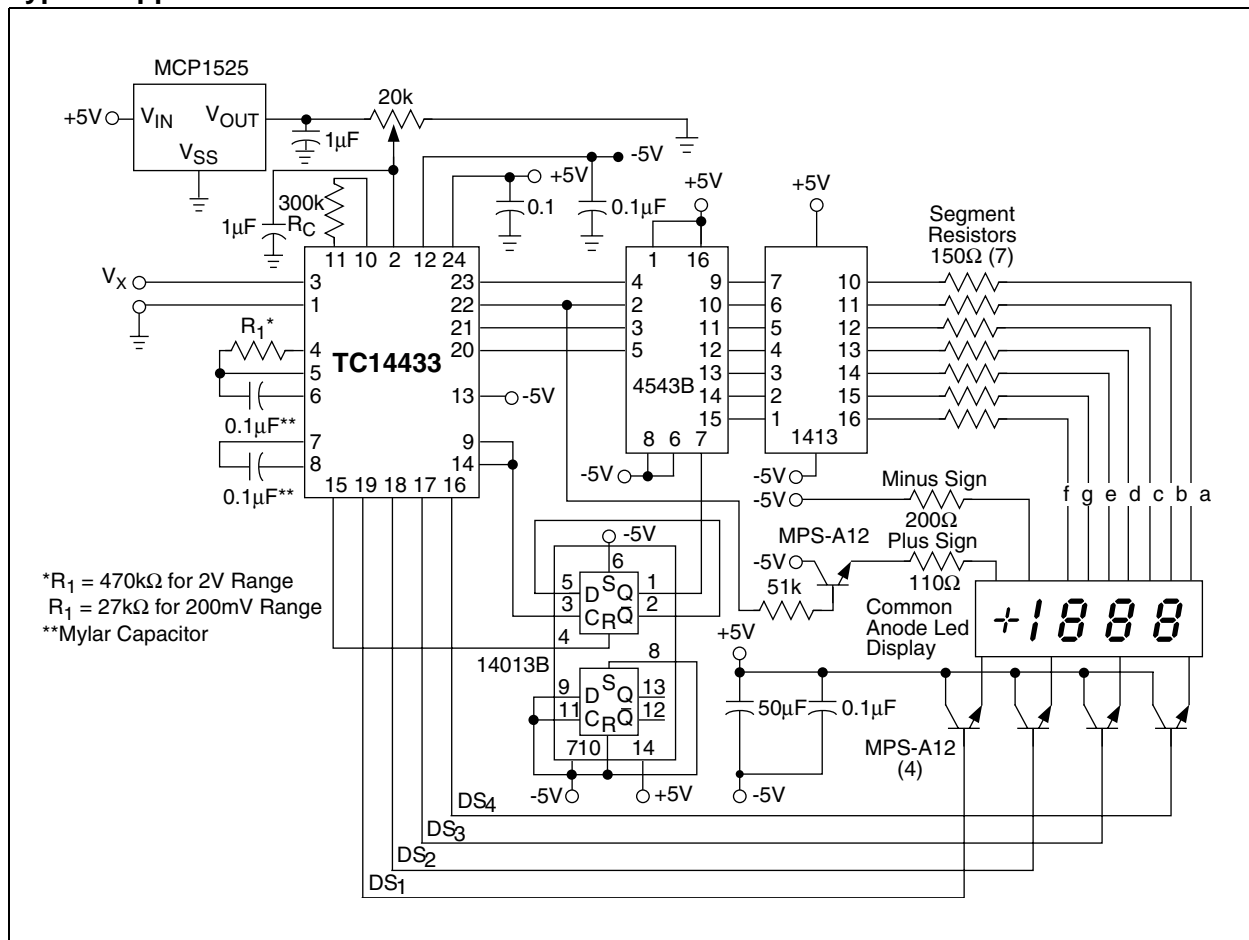 MCP1525
+5V
VIN
VOUT
VSS
1µF
20k
-5V
+5V
0.1
0.1µF
300k
RC
1µF
11 10 2 12 24
VX
3
1
R1*
4
5
6
0.1µF**
7
8
0.1µF**
TC14433
23
22
21
20
13
-5V
9
14
15 19 18 17 16
+5V
1 16
4
2
3
5
9
10
11
12
13
14
15
4543B
8 6 7
-5V
+5V
7
6
5
4
3
2
1
10
11
12
13
14
15
16
1413
-5V
Segment
Resistors
150Ω (7)
f g e d c b a
-5V
Minus Sign
200Ω
MPS-A12
-5V
Plus Sign
110Ω
51k
Common
Anode Led
Display
+1888
-5V
6
5 D S Q 1
3 C R Q 2
4
14013B
8
9 D S Q 13
11 C R Q 12
7 10 14
-5V
+5V
+5V
50µF
0.1µF
-5V
MPS-A12
(4)
DS4
DS3
DS2
DS1
*R1 = 470kΩ for 2V Range
R1 = 27kΩ for 200mV Range
**Mylar Capacitor